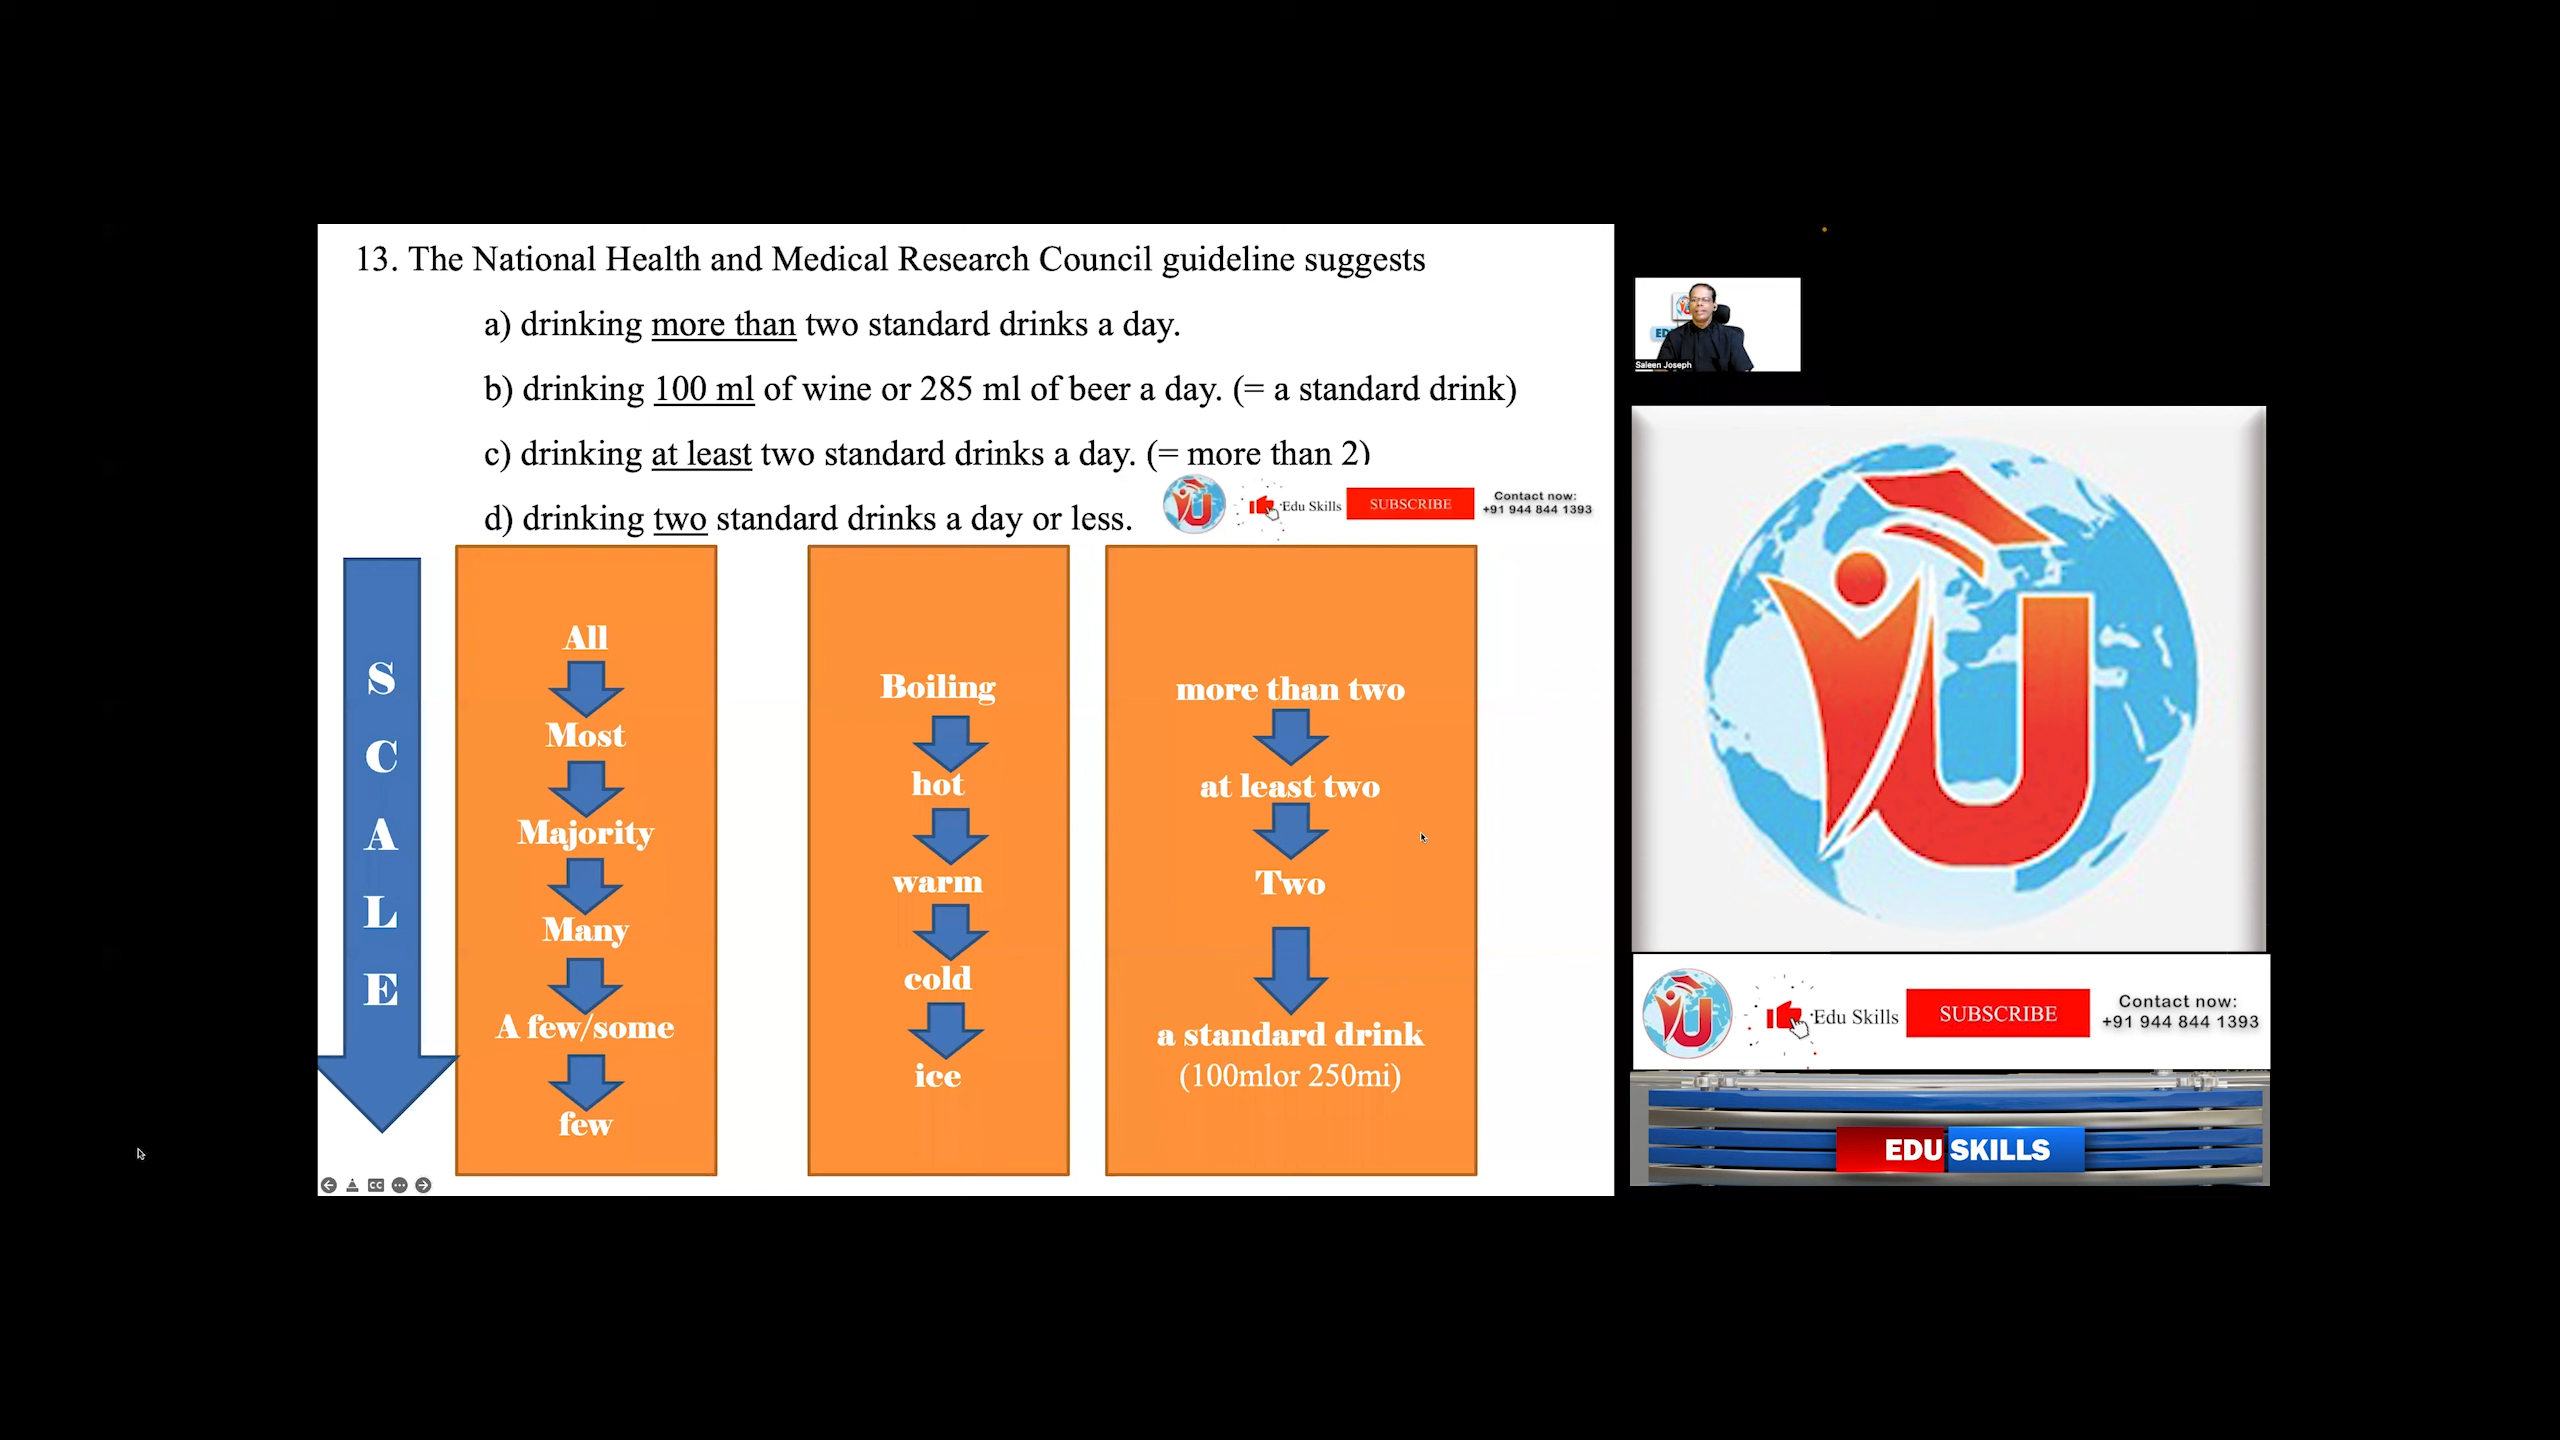 13. The National Health and Medical Research Council guideline suggests
a) drinking more than two standard drinks a day.
b) drinking 100 ml of wine or 285 ml of beer a day. (= a standard drink)
c) drinking at least two standard drinks a day. (= more than 2)
d) drinking two standard drinks a day or less.
Edu Skills
SUBSCRIBE
Contact now:
+91 944 844 1393
S
C
A
L
E
All
Most
Majority
Many
A few/some
few
Boiling
hot
warm
cold
ice
more than two
at least two
Two
a standard drink
(100mlor 250mi)
CC
Saleen Joseph
Edu Skills
SUBSCRIBE
Contact now:
+91 944 844 1393
EDU SKILLS